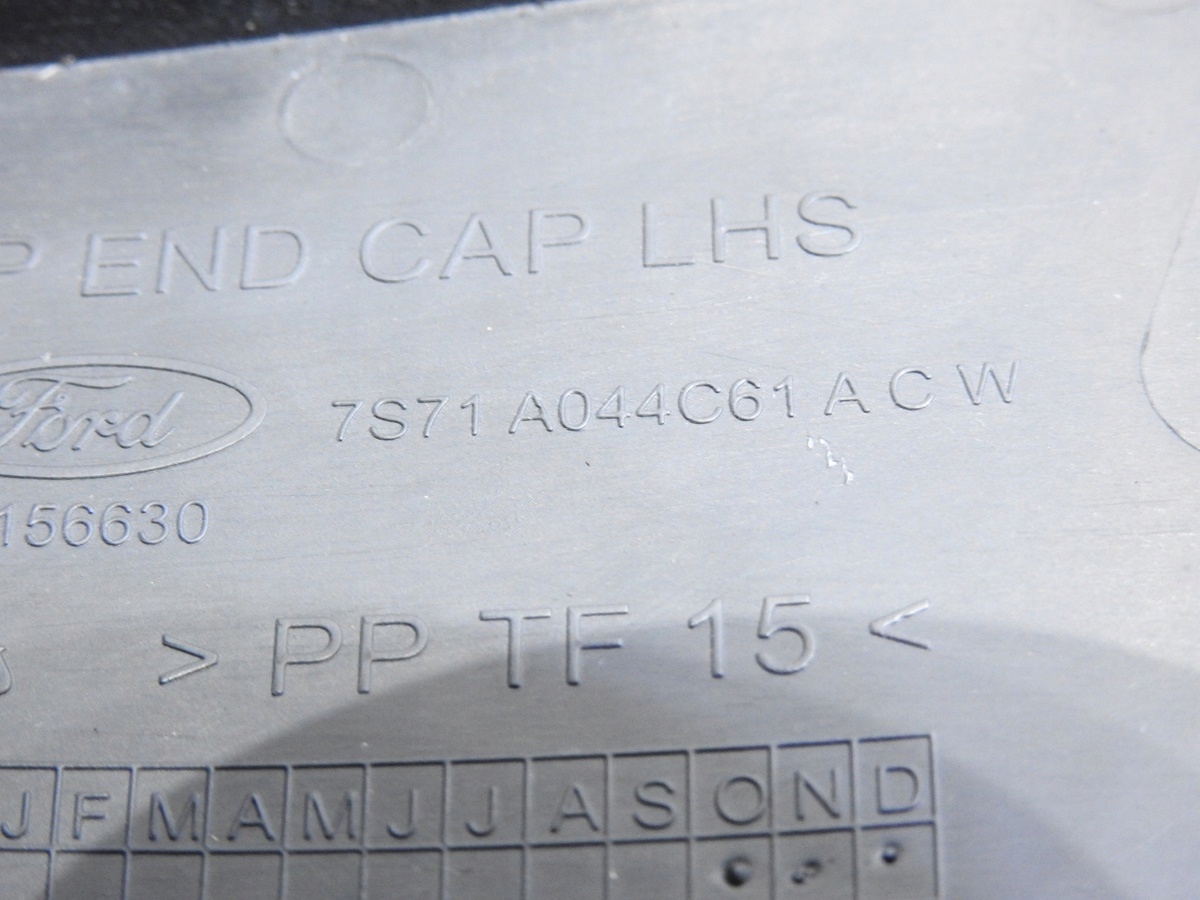 P END CAP LHS
Ford 7S71 A044C61 A C W
156630
> PP TF 15 <
J F M A M J J A S O N D